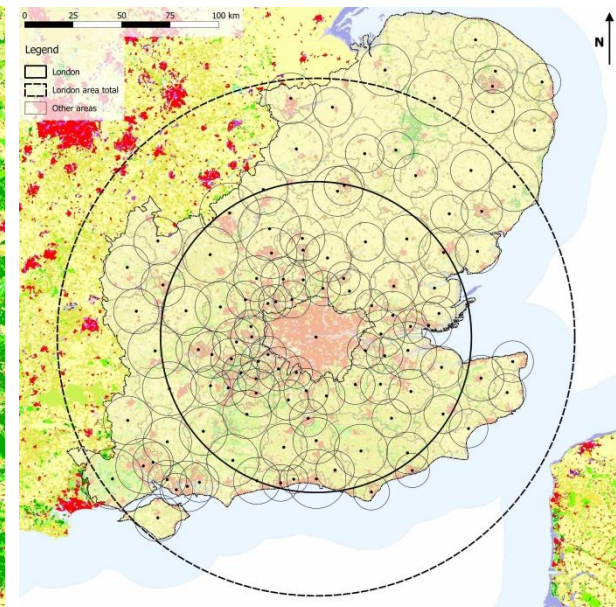 0 25 50 75 100 km
Legend
London
London area total
Other areas
N